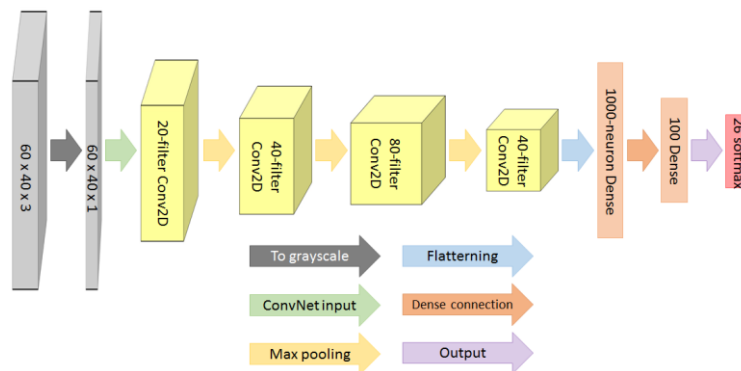 60 x 40 x 3
60 x 40 x 1
20-filter Conv2D
40-filter
Conv2D
80-filter
Conv2D
40-filter
Conv2D
1000-neuron Dense
100 Dense
26 softmax
To grayscale
Flatterning
ConvNet input
Dense connection
Max pooling
Output